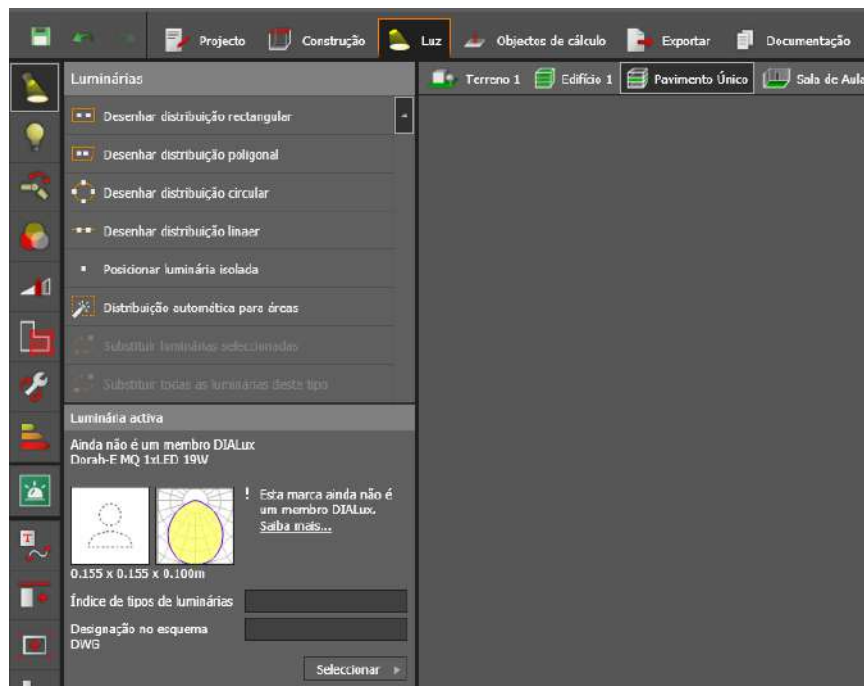 Projecto
Construção
Luz
Objectos de cálculo
Exportar
Documentação
Luminárias
Terreno 1
Edifício 1
Pavimento Único
Sala de Aula
Desenhar distribuição rectangular
Desenhar distribuição poligonal
Desenhar distribuição circular
Desenhar distribuição linaer
Posicionar luminária isolada
Distribuição automática para áreas
Substituir luminárias seleccionadas
Substituir todas as luminárias deste tipo
Luminária activa
Ainda não é um membro DIALux
Dorah-E MQ 1xLED 19W
! Esta marca ainda não é
um membro DIALux.
Saiba mais...
0.155 x 0.155 x 0.100m
Índice de tipos de luminárias
Designação no esquema
DWG
Seleccionar